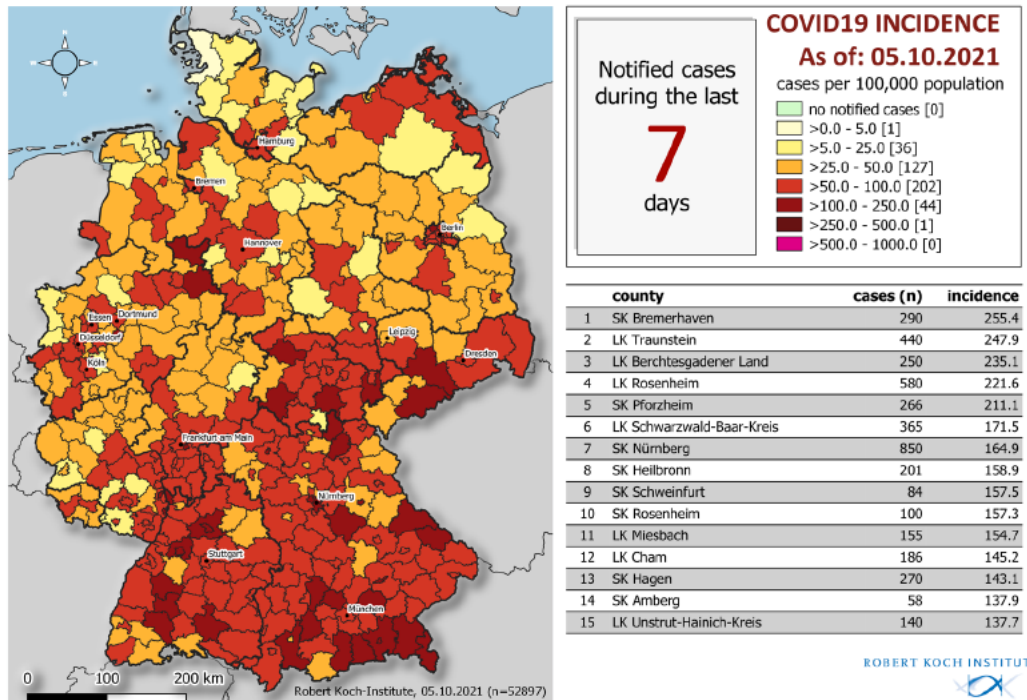 Hamburg
Bremen
Berlin
Hannover
Essen
Dortmund
Düsseldorf
Köln
Leipzig
Dresden
Frankfurt am Main
Nürnberg
Stuttgart
München
0 100 200 km
Robert Koch-Institute, 05.10.2021 (n=52897)
Notified cases
during the last
7
days
COVID19 INCIDENCE
As of: 05.10.2021
cases per 100,000 population
no notified cases [0]
>0.0 - 5.0 [1]
>5.0 - 25.0 [36]
>25.0 - 50.0 [127]
>50.0 - 100.0 [202]
>100.0 - 250.0 [44]
>250.0 - 500.0 [1]
>500.0 - 1000.0 [0]
county cases (n) incidence
1 SK Bremerhaven 290 255.4
2 LK Traunstein 440 247.9
3 LK Berchtesgadener Land 250 235.1
4 LK Rosenheim 580 221.6
5 SK Pforzheim 266 211.1
6 LK Schwarzwald-Baar-Kreis 365 171.5
7 SK Nürnberg 850 164.9
8 SK Heilbronn 201 158.9
9 SK Schweinfurt 84 157.5
10 SK Rosenheim 100 157.3
11 LK Miesbach 155 154.7
12 LK Cham 186 145.2
13 SK Hagen 270 143.1
14 SK Amberg 58 137.9
15 LK Unstrut-Hainich-Kreis 140 137.7
ROBERT KOCH INSTITUT